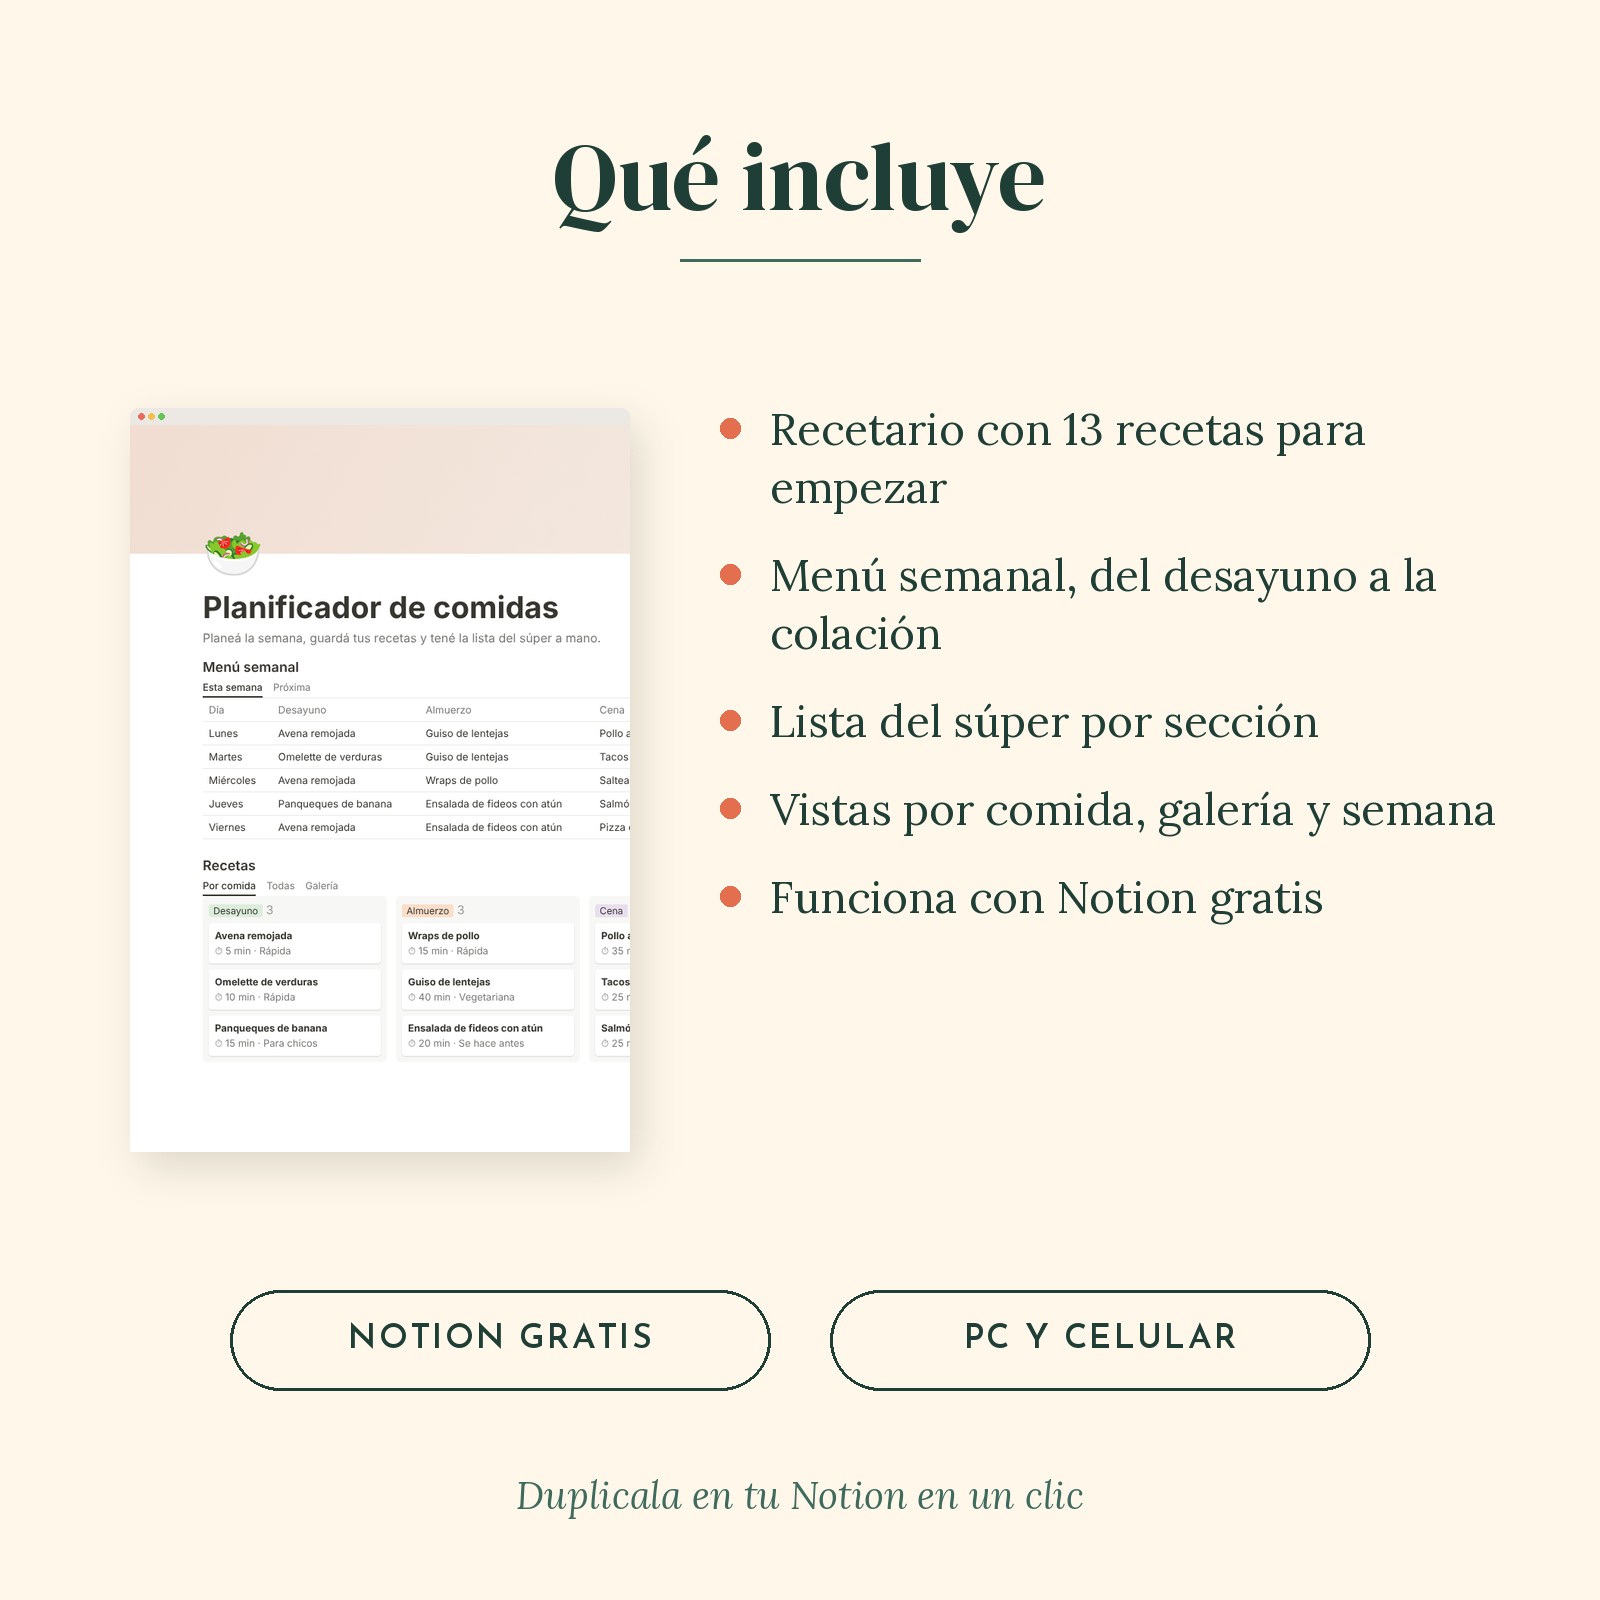 Qué incluye
Planificador de comidas
Planeá la semana, guardá tus recetas y tené la lista del súper a mano.
Menú semanal
Esta semana Próxima
Día Desayuno Almuerzo Cena
Lunes Avena remojada Guiso de lentejas Pollo
Martes Omelette de verduras Guiso de lentejas Tacos
Miércoles Avena remojada Wraps de pollo
Jueves Panqueques de banana Ensalada de fideos con atún
Viernes Avena remojada Ensalada de fideos con atún Pizza
Recetas
Por comida Todas Galería
Desayuno 3 Almuerzo 3 Cena
Avena remojada Wraps de pollo Pollo
5 min · Rápida 15 min · Rápida 35
Omelette de verduras Guiso de lentejas Tacos
10 min · Rápida 40 min · Vegetariana 25
Panqueques de banana Ensalada de fideos con atún
15 min · Para chicos 20 min · Se hace antes 25
Recetario con 13 recetas para
empezar
Menú semanal, del desayuno a la
colación
Lista del súper por sección
Vistas por comida, galería y semana
Funciona con Notion gratis
NOTION GRATIS
PC Y CELULAR
Duplicala en tu Notion en un clic